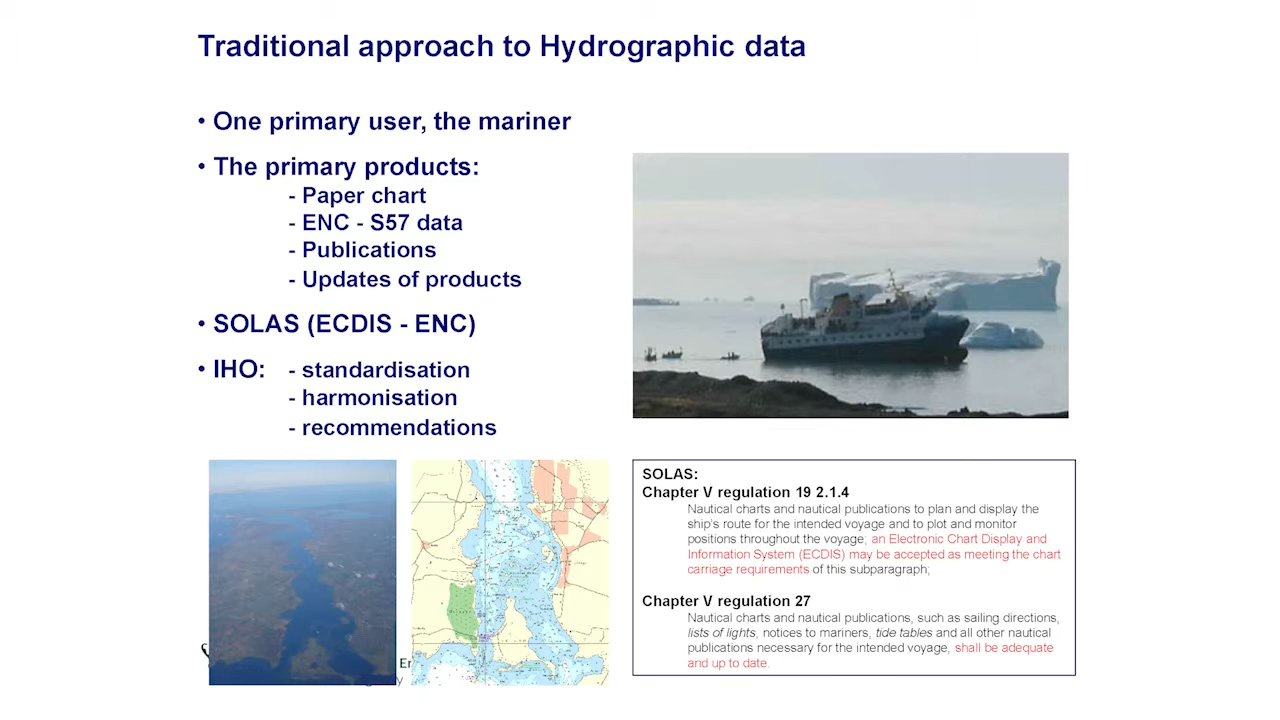 Traditional approach to Hydrographic data
• One primary user, the mariner
• The primary products:
- Paper chart
- ENC - S57 data
- Publications
- Updates of products
• SOLAS (ECDIS - ENC)
• IHO: - standardisation
- harmonisation
- recommendations
SOLAS:
Chapter V regulation 19 2.1.4
Nautical charts and nautical publications to plan and display the
ship's route for the intended voyage and to plot and monitor
positions throughout the voyage; an Electronic Chart Display and
Information System (ECDIS) may be accepted as meeting the chart
carriage requirements of this subparagraph;
Chapter V regulation 27
Nautical charts and nautical publications, such as sailing directions,
lists of lights, notices to mariners, tide tables and all other nautical
publications necessary for the intended voyage, shall be adequate
and up to date.